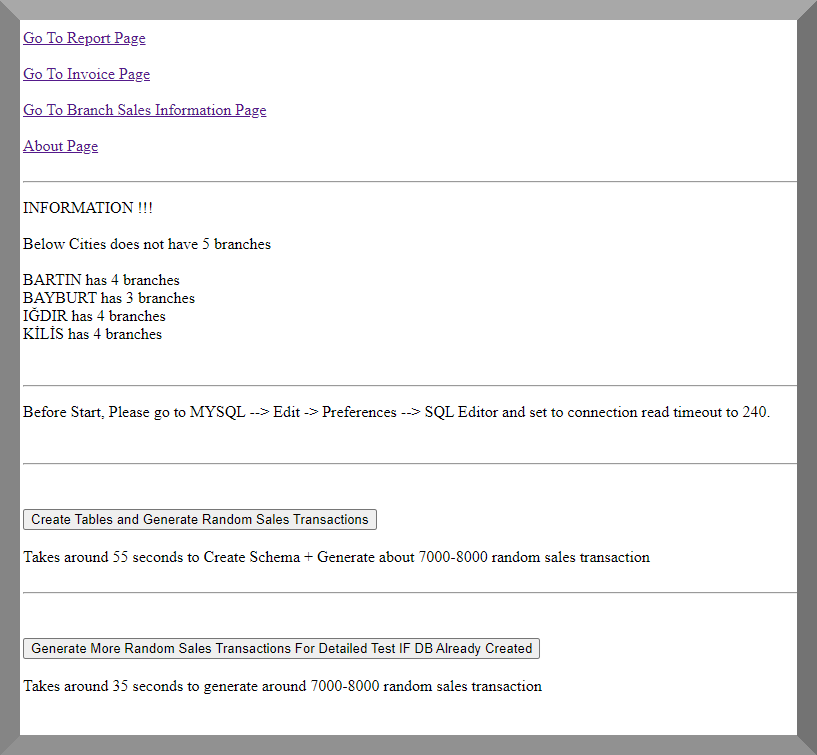 Go To Report Page
Go To Invoice Page
Go To Branch Sales Information Page
About Page
INFORMATION !!!
Below Cities does not have 5 branches
BARTIN has 4 branches
BAYBURT has 3 branches
IĞDIR has 4 branches
KİLİS has 4 branches
Before Start, Please go to MYSQL --> Edit -> Preferences --> SQL Editor and set to connection read timeout to 240.
Create Tables and Generate Random Sales Transactions
Takes around 55 seconds to Create Schema + Generate about 7000-8000 random sales transaction
Generate More Random Sales Transactions For Detailed Test IF DB Already Created
Takes around 35 seconds to generate around 7000-8000 random sales transaction